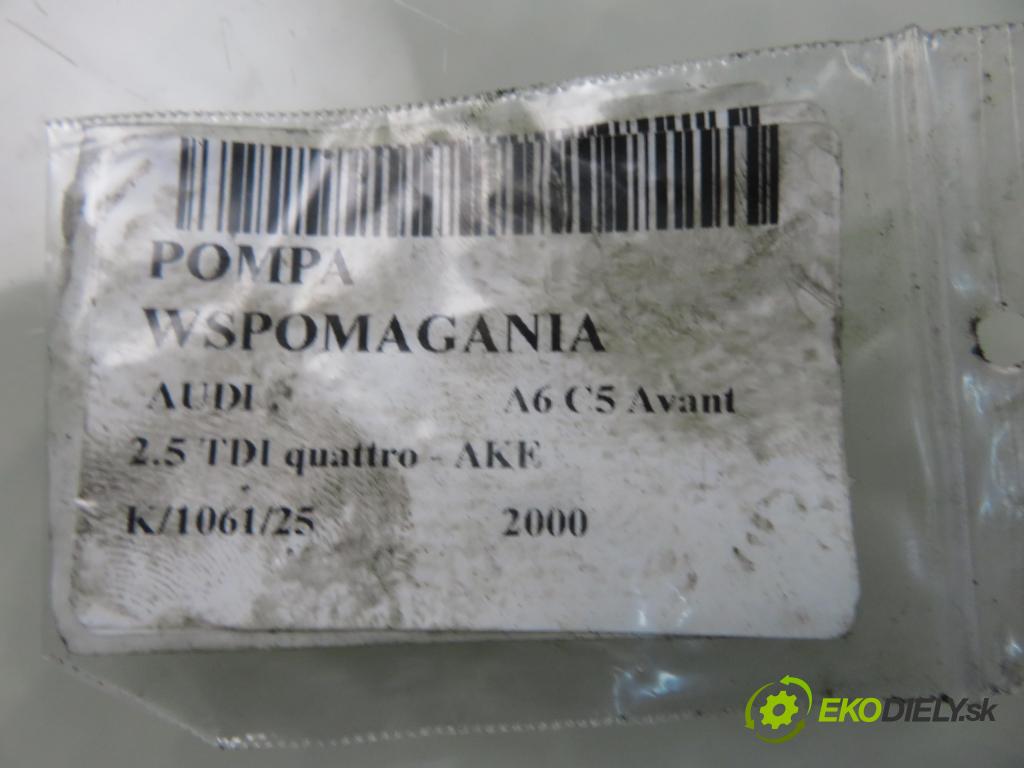 POMPA
WSPOMAGANIA
AUDI A6 C5 Avant
2.5 TDI quattro - AKE
K/1061/25 2000
EKODIELY.sk